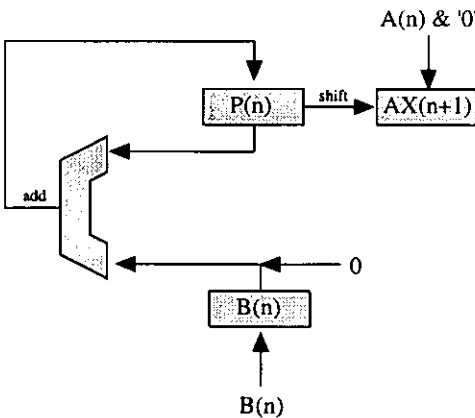 A(n) & '0'
P(n)
shift
AX(n+1)
add
0
B(n)
B(n)